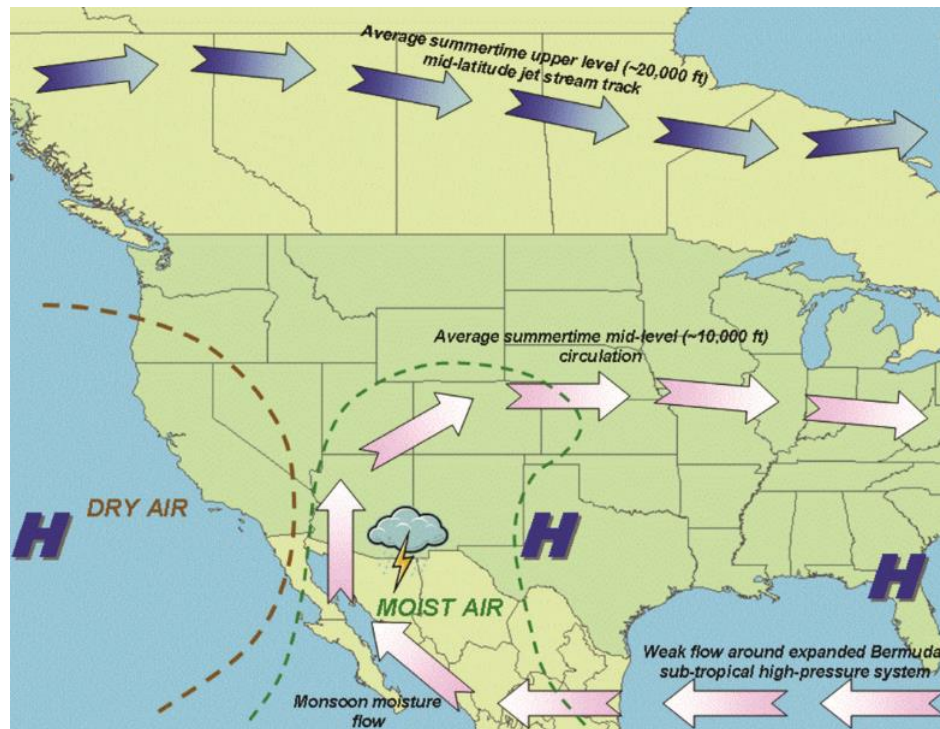 Average summertime upper level (~20,000 ft)
mid-latitude jet stream track
Average summertime mid-level (~10,000 ft)
circulation
DRY AIR
H
H
H
MOIST AIR
Weak flow around expanded Bermuda
sub-tropical high-pressure system
Monsoon moisture
flow